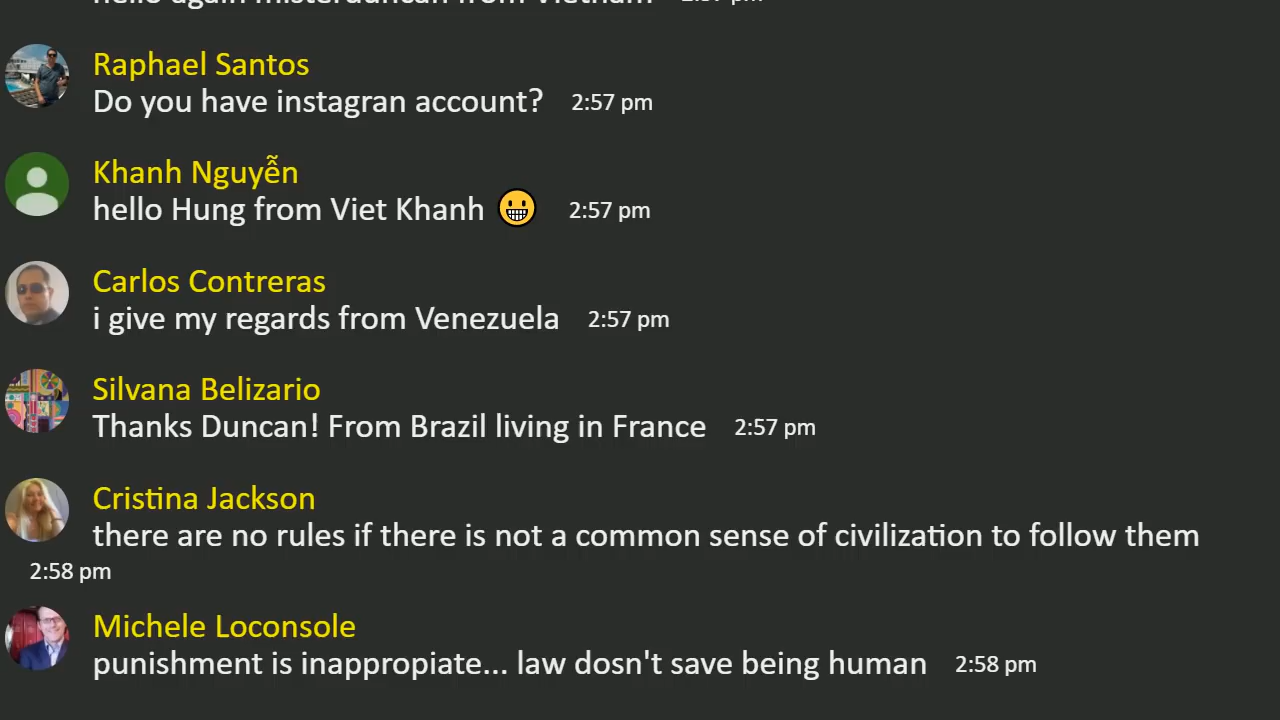 hello again misterduncan from Vietnam 2:57 pm
Raphael Santos
Do you have instagran account? 2:57 pm
Khanh Nguyễn
hello Hung from Viet Khanh 😀 2:57 pm
Carlos Contreras
i give my regards from Venezuela 2:57 pm
Silvana Belizario
Thanks Duncan! From Brazil living in France 2:57 pm
Cristina Jackson
there are no rules if there is not a common sense of civilization to follow them
2:58 pm
Michele Loconsole
punishment is inappropiate... law dosn't save being human 2:58 pm